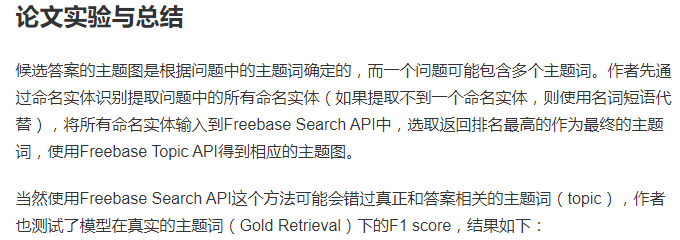 论文实验与总结
候选答案的主题图是根据问题中的主题词确定的，而一个问题可能包含多个主题词。作者先通
过命名实体识别提取问题中的所有命名实体（如果提取不到一个命名实体，则使用名词短语代
替），将所有命名实体输入到Freebase Search API中，选取返回排名最高的作为最终的主题
词，使用Freebase Topic API得到相应的主题图。
当然使用Freebase Search API这个方法可能会错过真正和答案相关的主题词（topic），作者
也测试了模型在真实的主题词（Gold Retrieval）下的F1 score，结果如下：